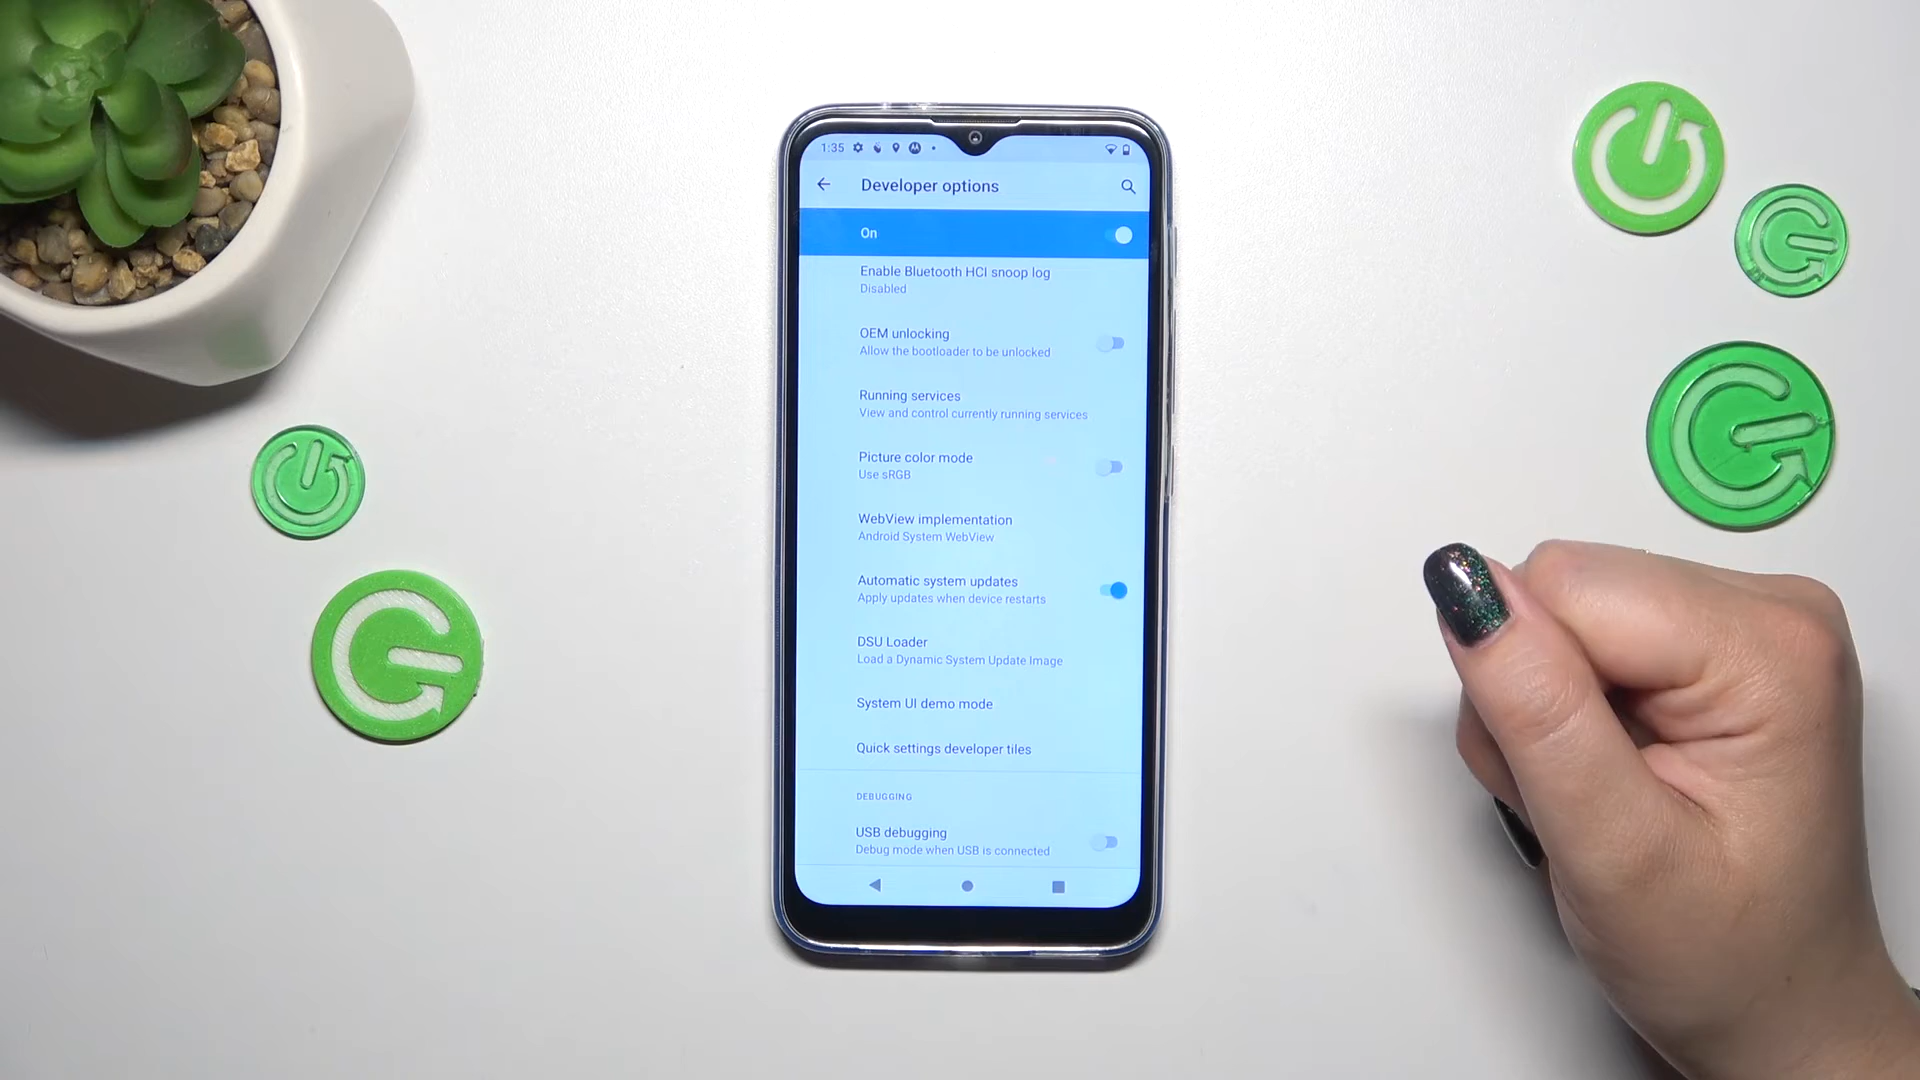 1:35
Developer options
On
Enable Bluetooth HCI snoop log
Disabled
OEM unlocking
Allow the bootloader to be unlocked
Running services
View and control currently running services
Picture color mode
Use sRGB
WebView implementation
Android System WebView
Automatic system updates
Apply updates when device restarts
DSU Loader
Load a Dynamic System Update Image
System UI demo mode
Quick settings developer tiles
DEBUGGING
USB debugging
Debug mode when USB is connected